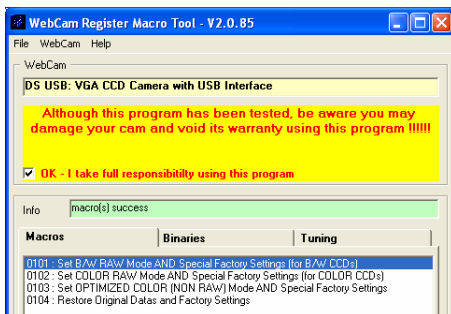 WebCam Register Macro Tool - V2.0.85
File WebCam Help
WebCam
DS USB: VGA CCD Camera with USB Interface
Although this program has been tested, be aware you may
damage your cam and void its warranty using this program !!!!!!
OK - I take full responsibitilty using this program
Info macro(s) success
Macros Binaries Tuning
0101 : Set B/W RAW Mode AND Special Factory Settings (for B/W CCDs)
0102 : Set COLOR RAW Mode AND Special Factory Settings (for COLOR CCDs)
0103 : Set OPTIMIZED COLOR (NON RAW) Mode AND Special Factory Settings
0104 : Restore Original Datas and Factory Settings